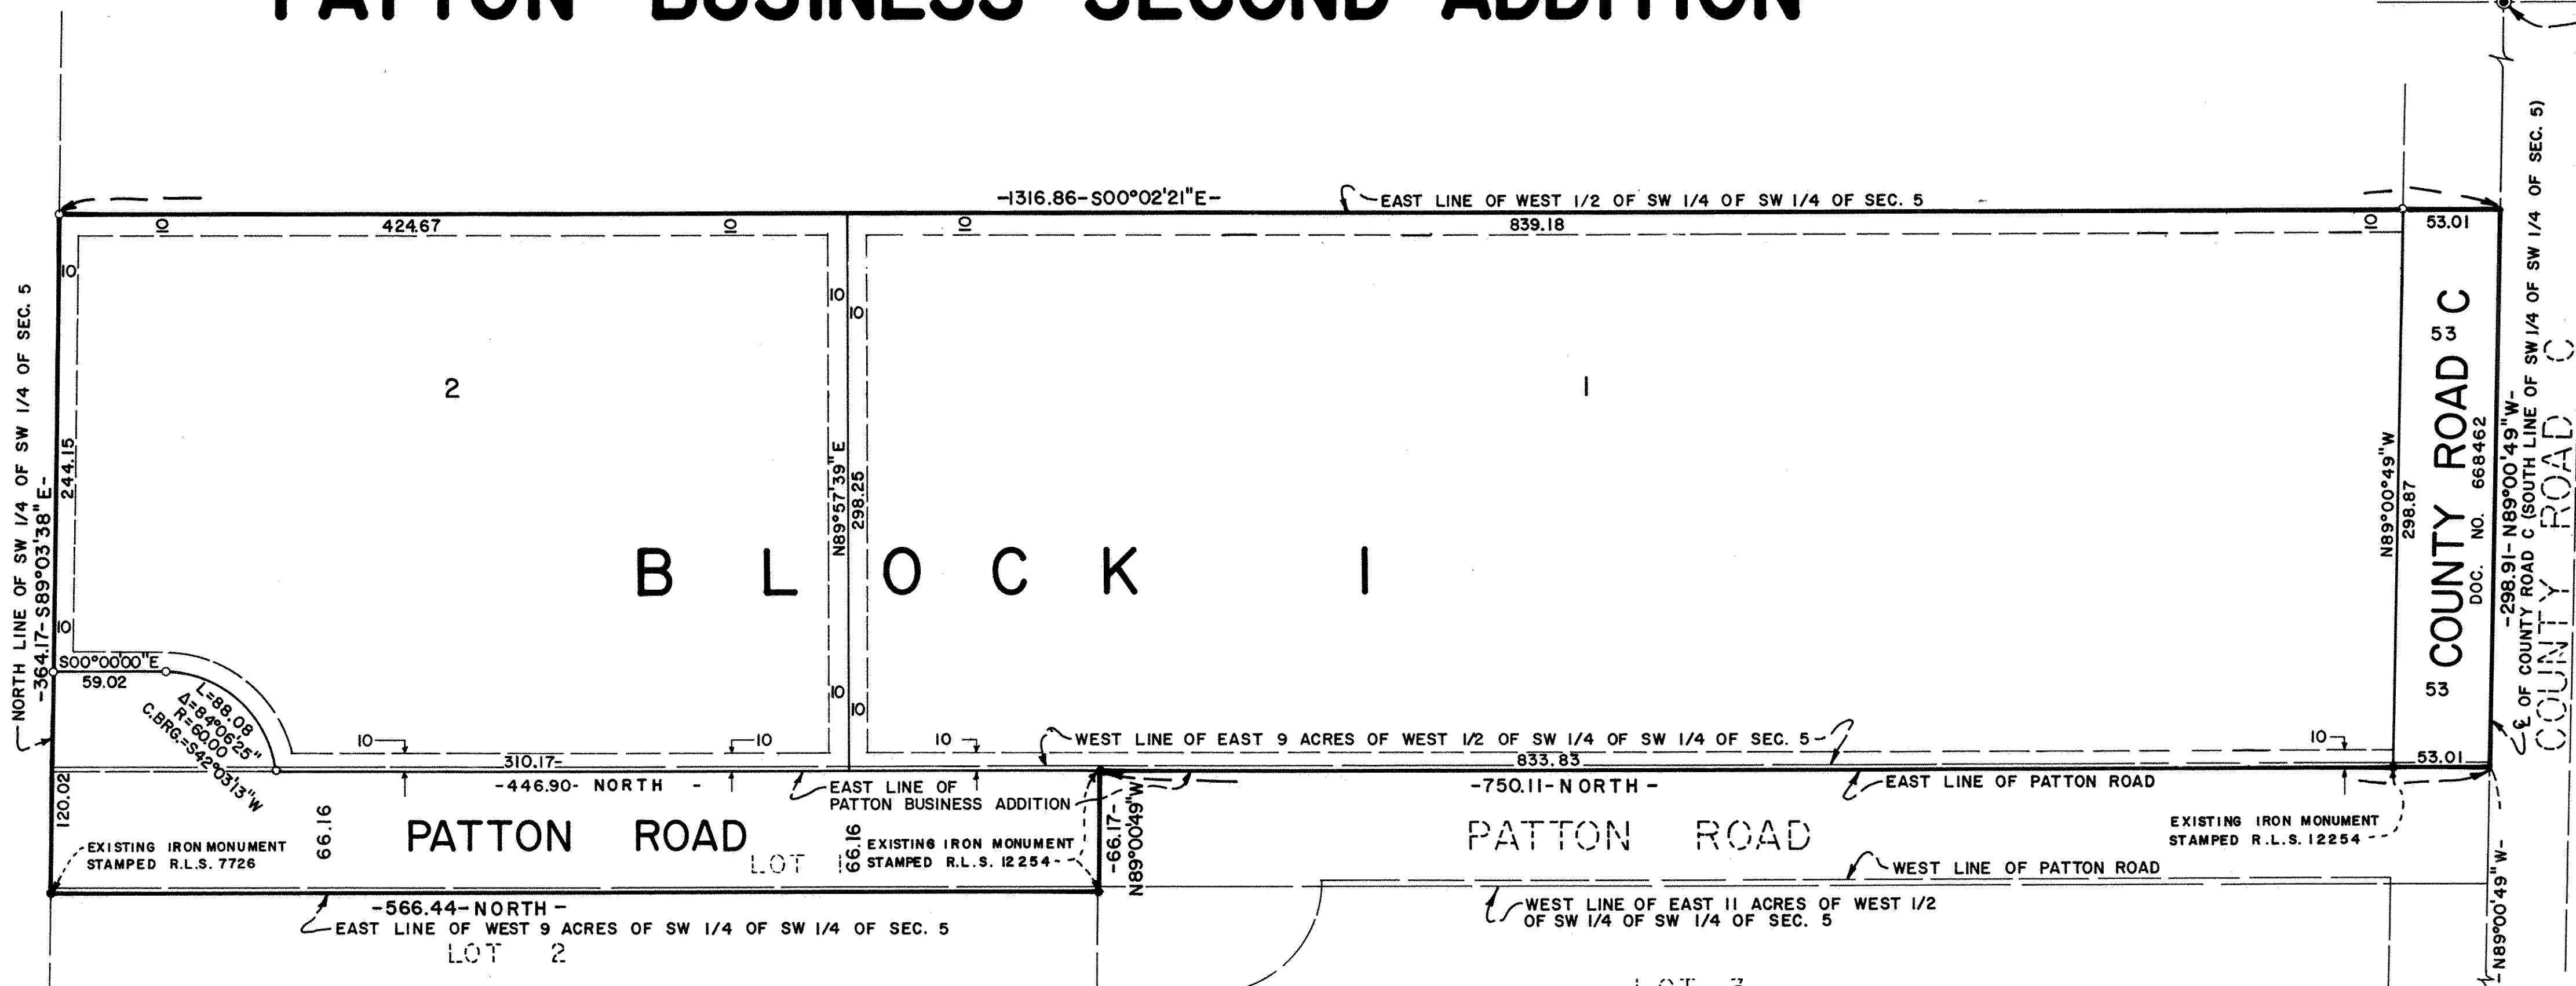 PATTON BUSINESS SECOND ADDITION
-1316.86-S00°02'21"E-
EAST LINE OF WEST 1/2 OF SW 1/4 OF SW 1/4 OF SEC. 5
10
424.67
10
10
839.18
10
53.01
10
10
10
2
1
53
COUNTY ROAD C
53
DOC. NO. 668462
NORTH LINE OF SW 1/4 OF SW 1/4 OF SEC. 5
-364.17-S89°03'38"E-
244.15
N89°57'39"E
298.25
N89°00'49"W
298.87
-298.91-N89°00'49"W-
℄ OF COUNTY ROAD C (SOUTH LINE OF SW 1/4 OF SW 1/4 OF SEC. 5)
COUNTY ROAD C
BLOCK 1
10
S00°00'00"E
59.02
L=88.08
Δ=84°06'25"
R=60.00
C.BRG.=S42°03'13"W
10
10
10
10
10
10
WEST LINE OF EAST 9 ACRES OF WEST 1/2 OF SW 1/4 OF SW 1/4 OF SEC. 5
310.17-
833.83
53.01
-446.90- NORTH -
-750.11-NORTH-
EAST LINE OF
PATTON BUSINESS ADDITION
EAST LINE OF PATTON ROAD
120.02
66.16
PATTON ROAD
LOT 1
66.16
-66.17-
N89°00'49"W
PATTON ROAD
EXISTING IRON MONUMENT
STAMPED R.L.S. 7726
EXISTING IRON MONUMENT
STAMPED R.L.S. 12254
EXISTING IRON MONUMENT
STAMPED R.L.S. 12254
WEST LINE OF PATTON ROAD
-N89°00'49"W-
-566.44-NORTH-
EAST LINE OF WEST 9 ACRES OF SW 1/4 OF SW 1/4 OF SEC. 5
WEST LINE OF EAST 11 ACRES OF WEST 1/2
OF SW 1/4 OF SW 1/4 OF SEC. 5
LOT 2
LOT 3